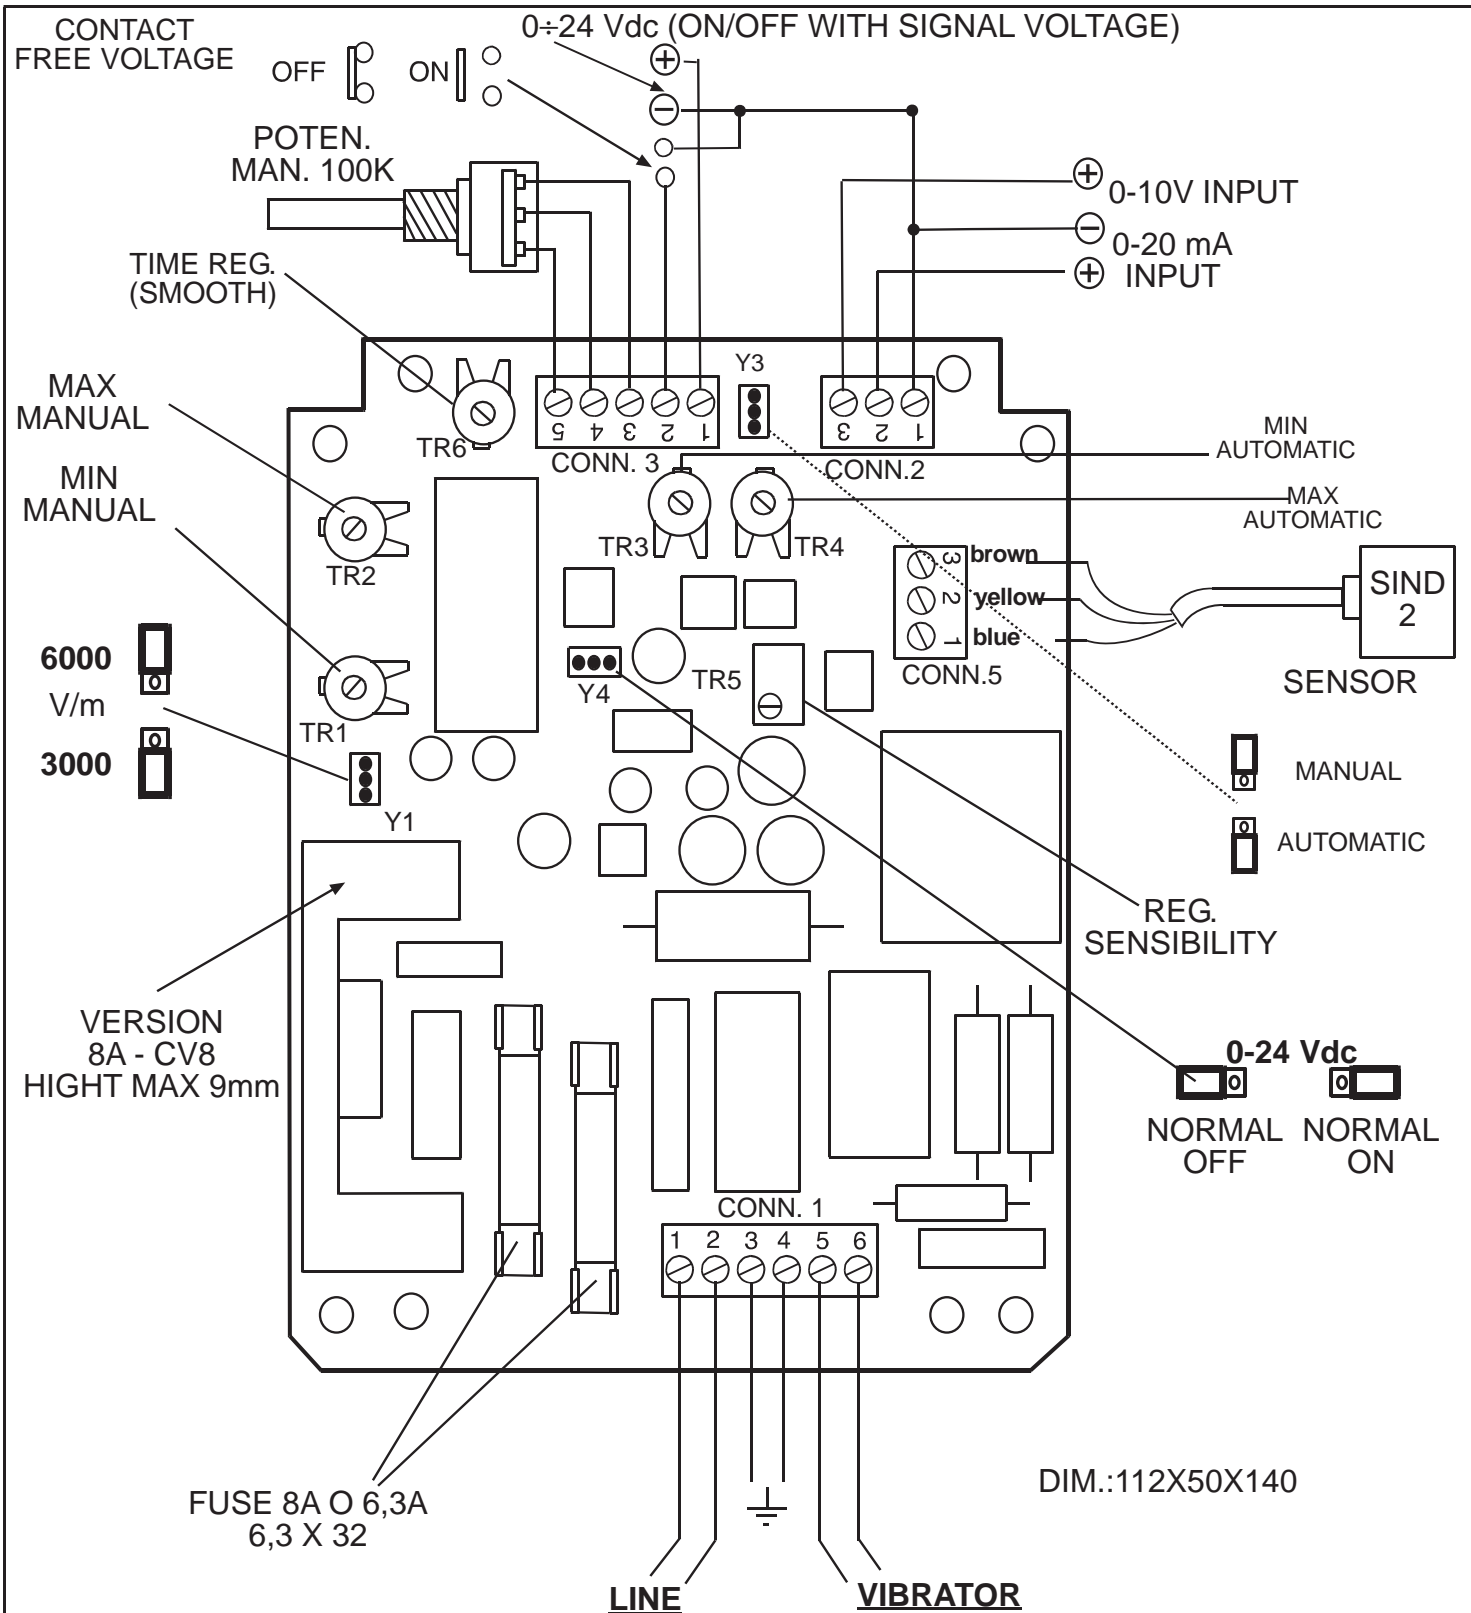 CONTACT
FREE VOLTAGE
0÷24 Vdc (ON/OFF WITH SIGNAL VOLTAGE)
OFF
ON
POTEN.
MAN. 100K
0-10V INPUT
0-20 mA
INPUT
TIME REG.
(SMOOTH)
MAX
MANUAL
MIN
MANUAL
TR6
5 4 3 2 1
CONN. 3
Y3
3 2 1
CONN.2
MIN
AUTOMATIC
MAX
AUTOMATIC
TR2
TR3
TR4
3 brown
2 yellow
1 blue
CONN.5
SIND
2
SENSOR
6000
V/m
3000
TR1
Y4
TR5
Y1
MANUAL
AUTOMATIC
REG.
SENSIBILITY
VERSION
8A - CV8
HIGHT MAX 9mm
0-24 Vdc
NORMAL
OFF
NORMAL
ON
CONN. 1
1 2 3 4 5 6
FUSE 8A O 6,3A
6,3 X 32
DIM.:112X50X140
LINE
VIBRATOR